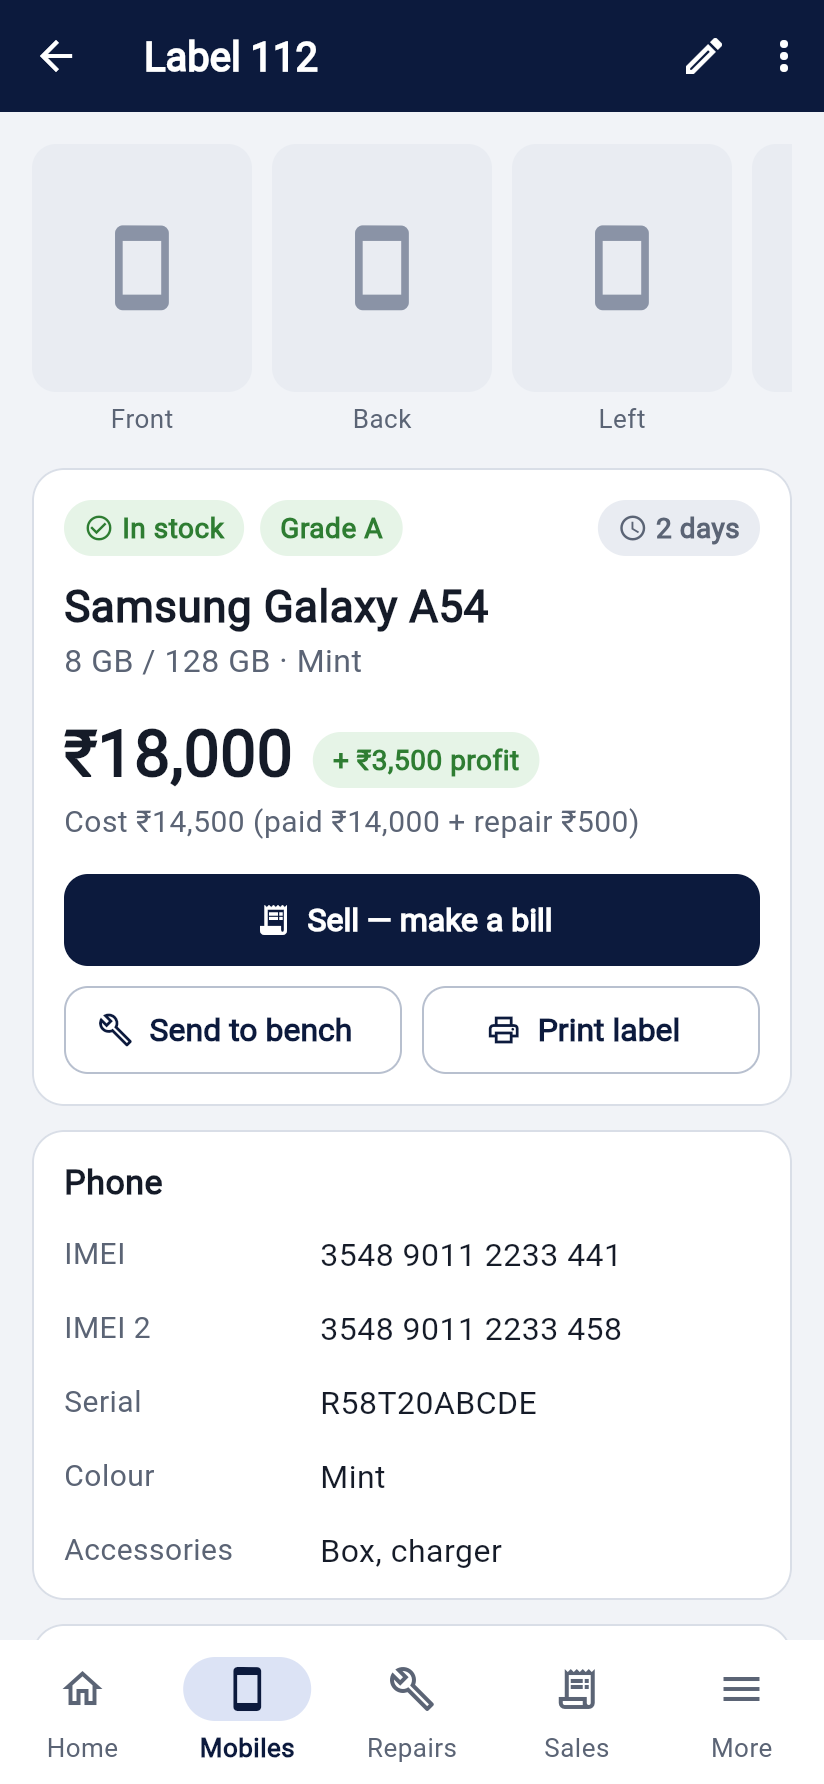 Label 112
Front
Back
Left
In stock
Grade A
2 days
Samsung Galaxy A54
8 GB / 128 GB · Mint
₹18,000
+ ₹3,500 profit
Cost ₹14,500 (paid ₹14,000 + repair ₹500)
Sell — make a bill
Send to bench
Print label
Phone
IMEI 3548 9011 2233 441
IMEI 2 3548 9011 2233 458
Serial R58T20ABCDE
Colour Mint
Accessories Box, charger
Home
Mobiles
Repairs
Sales
More